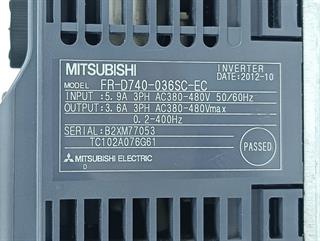 MITSUBISHI
INVERTER
MODEL FR-D740-036SC-EC
DATE:2012-10
INPUT :5.9A 3PH AC380-480V 50/60Hz
OUTPUT:3.6A 3PH AC380-480Vmax
0.2-400Hz
SERIAL:B2XM77053
TC102A076G61
PASSED
MITSUBISHI ELECTRIC
D